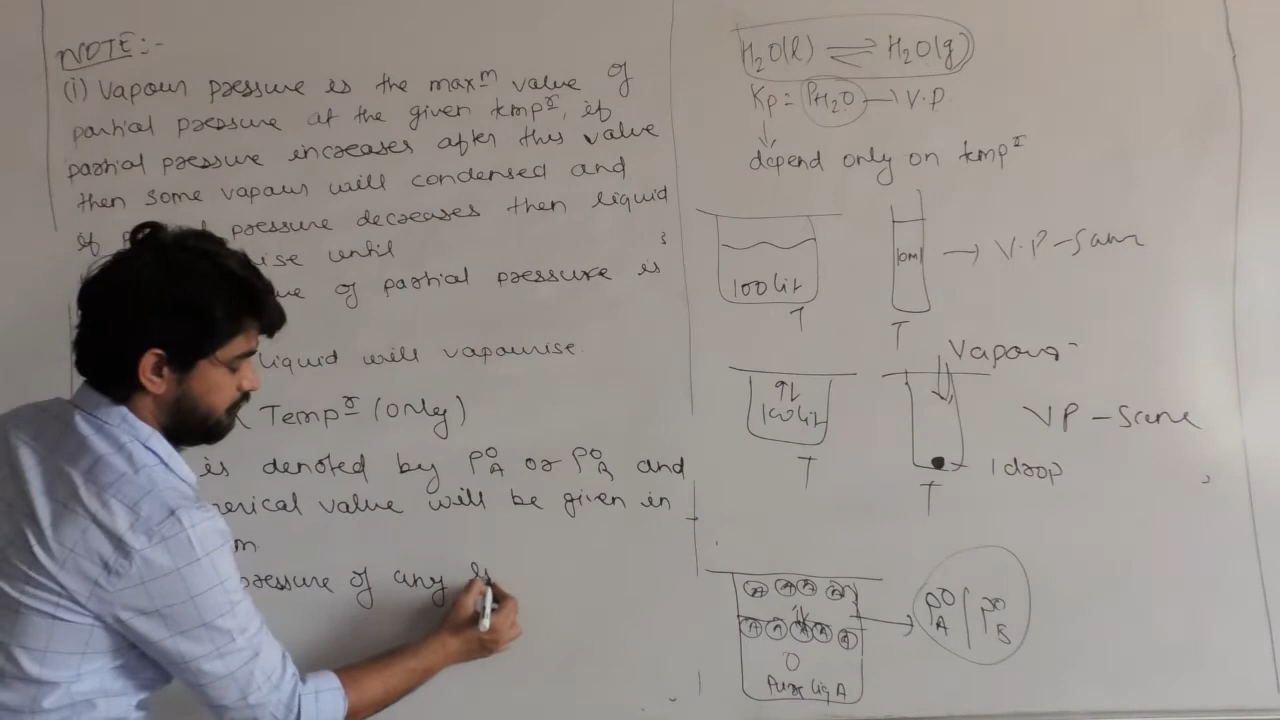 NOTE:-
(i) Vapour pressure is the maxᵐ value of
partial pressure at the given tempʳ, if
partial pressure increases after this value
then some vapour will condensed and
if pressure decreases then liquid
until
of partial pressure is
liquid will vapourise.
Tempʳ (only)
is denoted by P°A or P°B and
value will be given in
pressure of any
H₂O(l) ⇌ H₂O(g)
Kp = PH₂O → V.P
depend only on tempʳ
100 lit
10ml → V.P - Same
T
T
Vapour
100 lit
VP - Same
1 drop
T
T
A A A A
A A A A A
P°A / P°B
Pure liq A